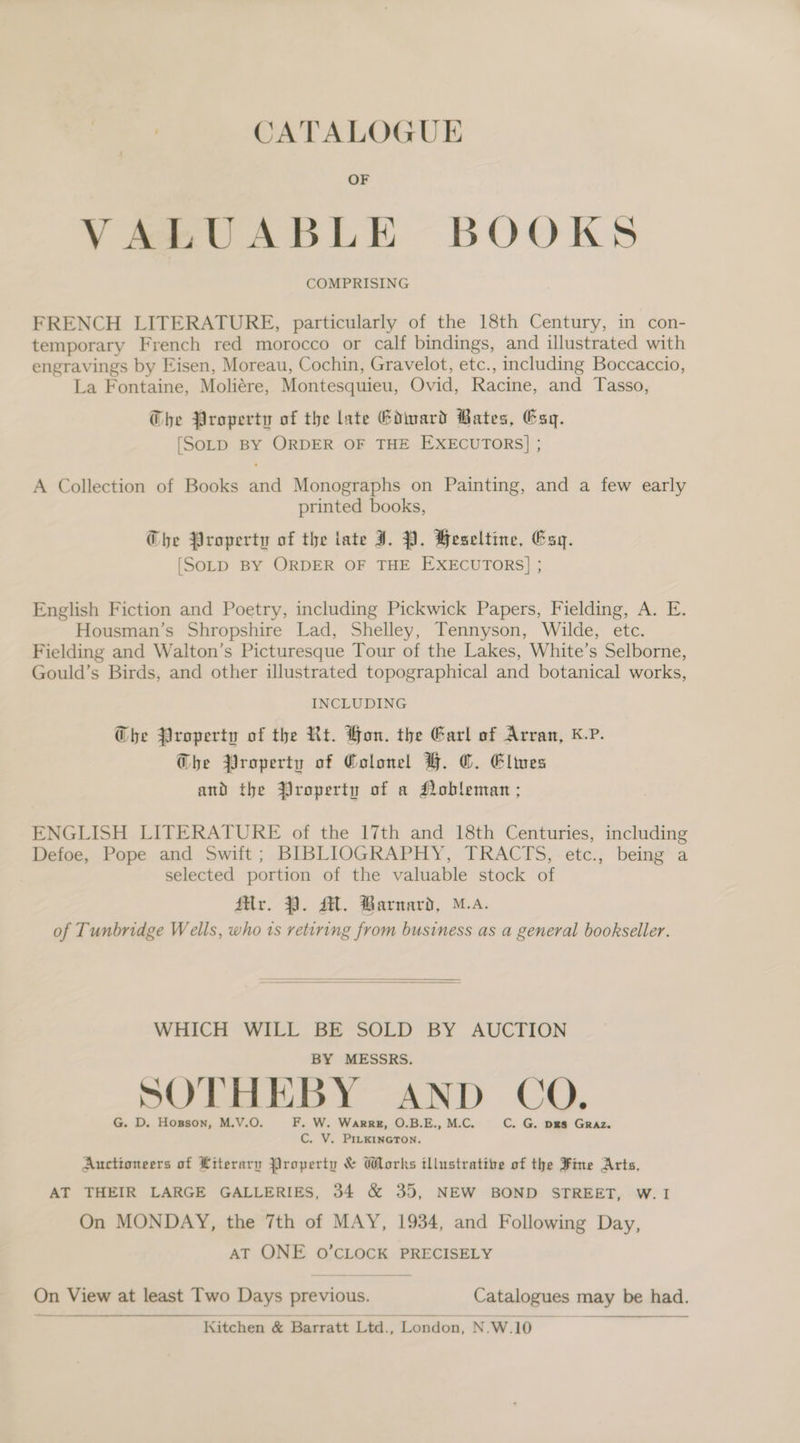 CATALOGUE
OF
VALUABLE BOOKS
COMPRISING
FRENCH LITERATURE, particularly of the 18th Century, in con-
temporary French red morocco or calf bindings, and illustrated with
engravings by Eisen, Moreau, Cochin, Gravelot, etc., including Boccaccio,
La Fontaine, Molière, Montesquieu, Ovid, Racine, and Tasso,
The Property of the late Edward Bates, Esq.
[SOLD BY ORDER OF THE EXECUTORS] ;
A Collection of Books and Monographs on Painting, and a few early
printed books,
The Property of the late J. P. Heseltine, Esq.
[SOLD BY ORDER OF THE EXECUTORS] ;
English Fiction and Poetry, including Pickwick Papers, Fielding, A. E.
Housman's Shropshire Lad, Shelley, Tennyson, Wilde, etc.
Fielding and Walton's Picturesque Tour of the Lakes, White's Selborne,
Gould's Birds, and other illustrated topographical and botanical works,
INCLUDING
The Property of the Rt. Hon. the Earl of Arran, K.P.
The Property of Colonel H. C. Elwes
and the Property of a Nobleman ;
ENGLISH LITERATURE of the 17th and 18th Centuries, including
Defoe, Pope and Swift ; BIBLIOGRAPHY, TRACTS, etc., being a
selected portion of the valuable stock of
Mr. P. M. Barnard, M.A.
of Tunbridge Wells, who is retiring from business as a general bookseller.
WHICH WILL BE SOLD BY AUCTION
BY MESSRS.
SOTHEBY AND CO.
G. D. HOBSON, M.V.O. F. W. WARRE, O.B.E., M.C. C. G. DES GRAZ.
C. V. PILKINGTON.
Auctioneers of Literary Property & Works illustrative of the Fine Arts,
AT THEIR LARGE GALLERIES, 34 & 35, NEW BOND STREET, W.I
On MONDAY, the 7th of MAY, 1934, and Following Day,
AT ONE O'CLOCK PRECISELY
On View at least Two Days previous. Catalogues may be had.
Kitchen & Barratt Ltd., London, N.W.10